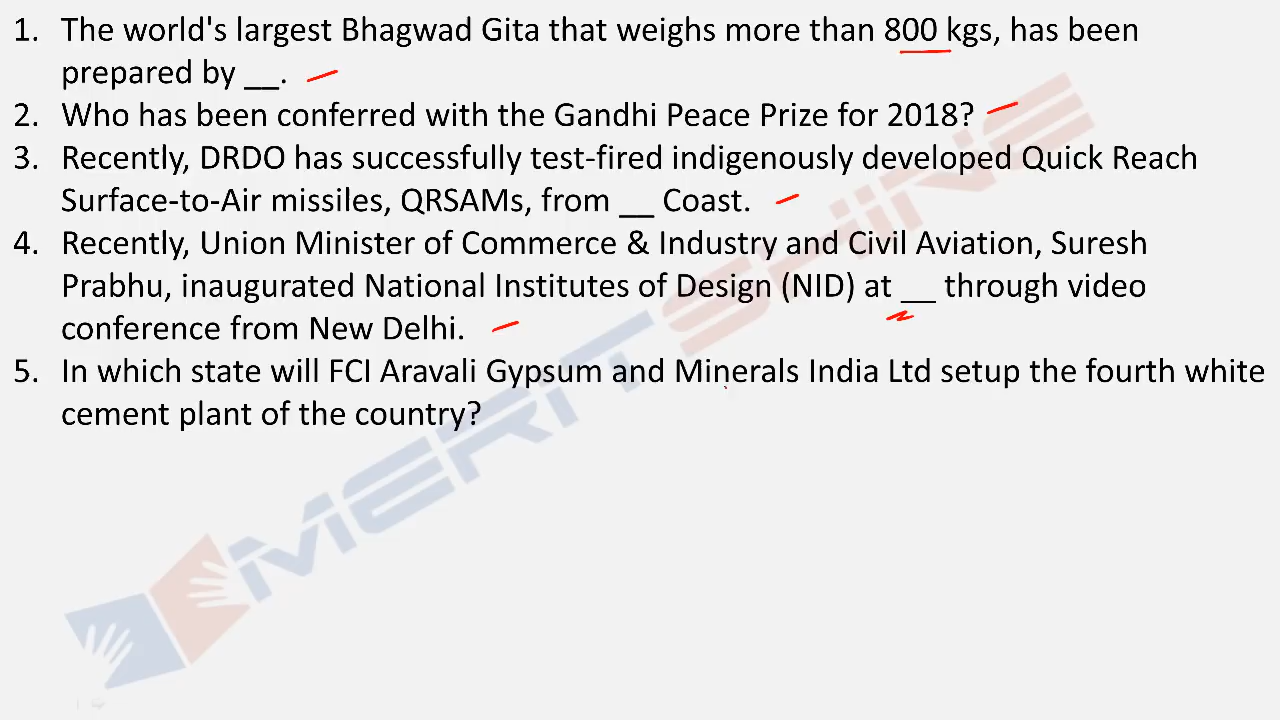 1. The world's largest Bhagwad Gita that weighs more than 800 kgs, has been
prepared by __.
2. Who has been conferred with the Gandhi Peace Prize for 2018?
3. Recently, DRDO has successfully test-fired indigenously developed Quick Reach
Surface-to-Air missiles, QRSAMs, from __ Coast.
4. Recently, Union Minister of Commerce & Industry and Civil Aviation, Suresh
Prabhu, inaugurated National Institutes of Design (NID) at __ through video
conference from New Delhi.
5. In which state will FCI Aravali Gypsum and Minerals India Ltd setup the fourth white
cement plant of the country?
MERITSHINE